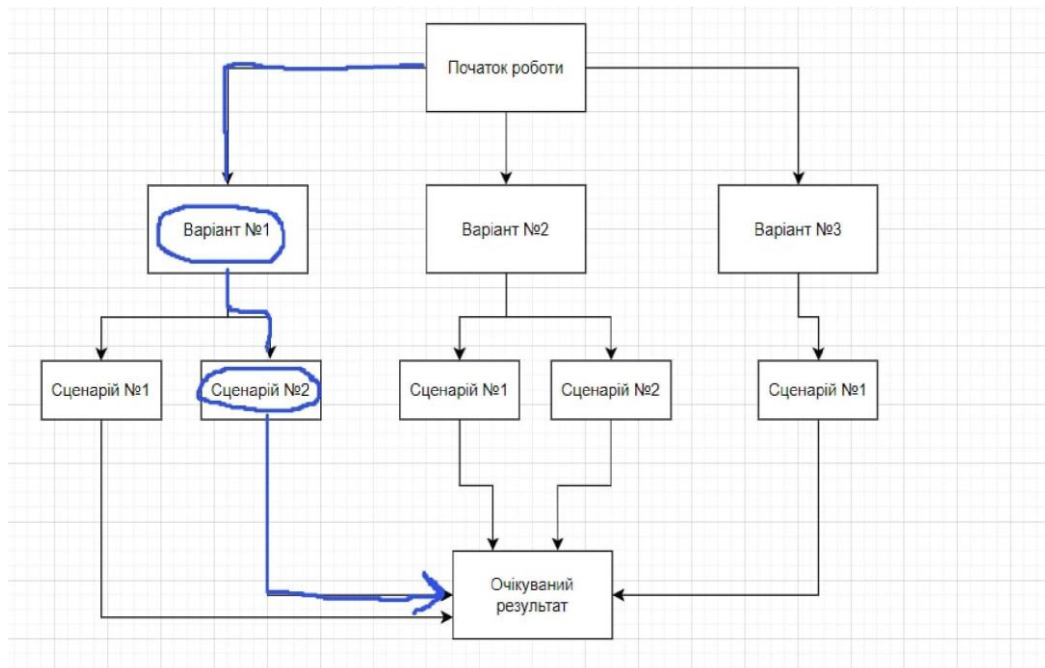 Початок роботи
Варіант №1
Варіант №2
Варіант №3
Сценарій №1
Сценарій №2
Сценарій №1
Сценарій №2
Сценарій №1
Очікуваний
результат